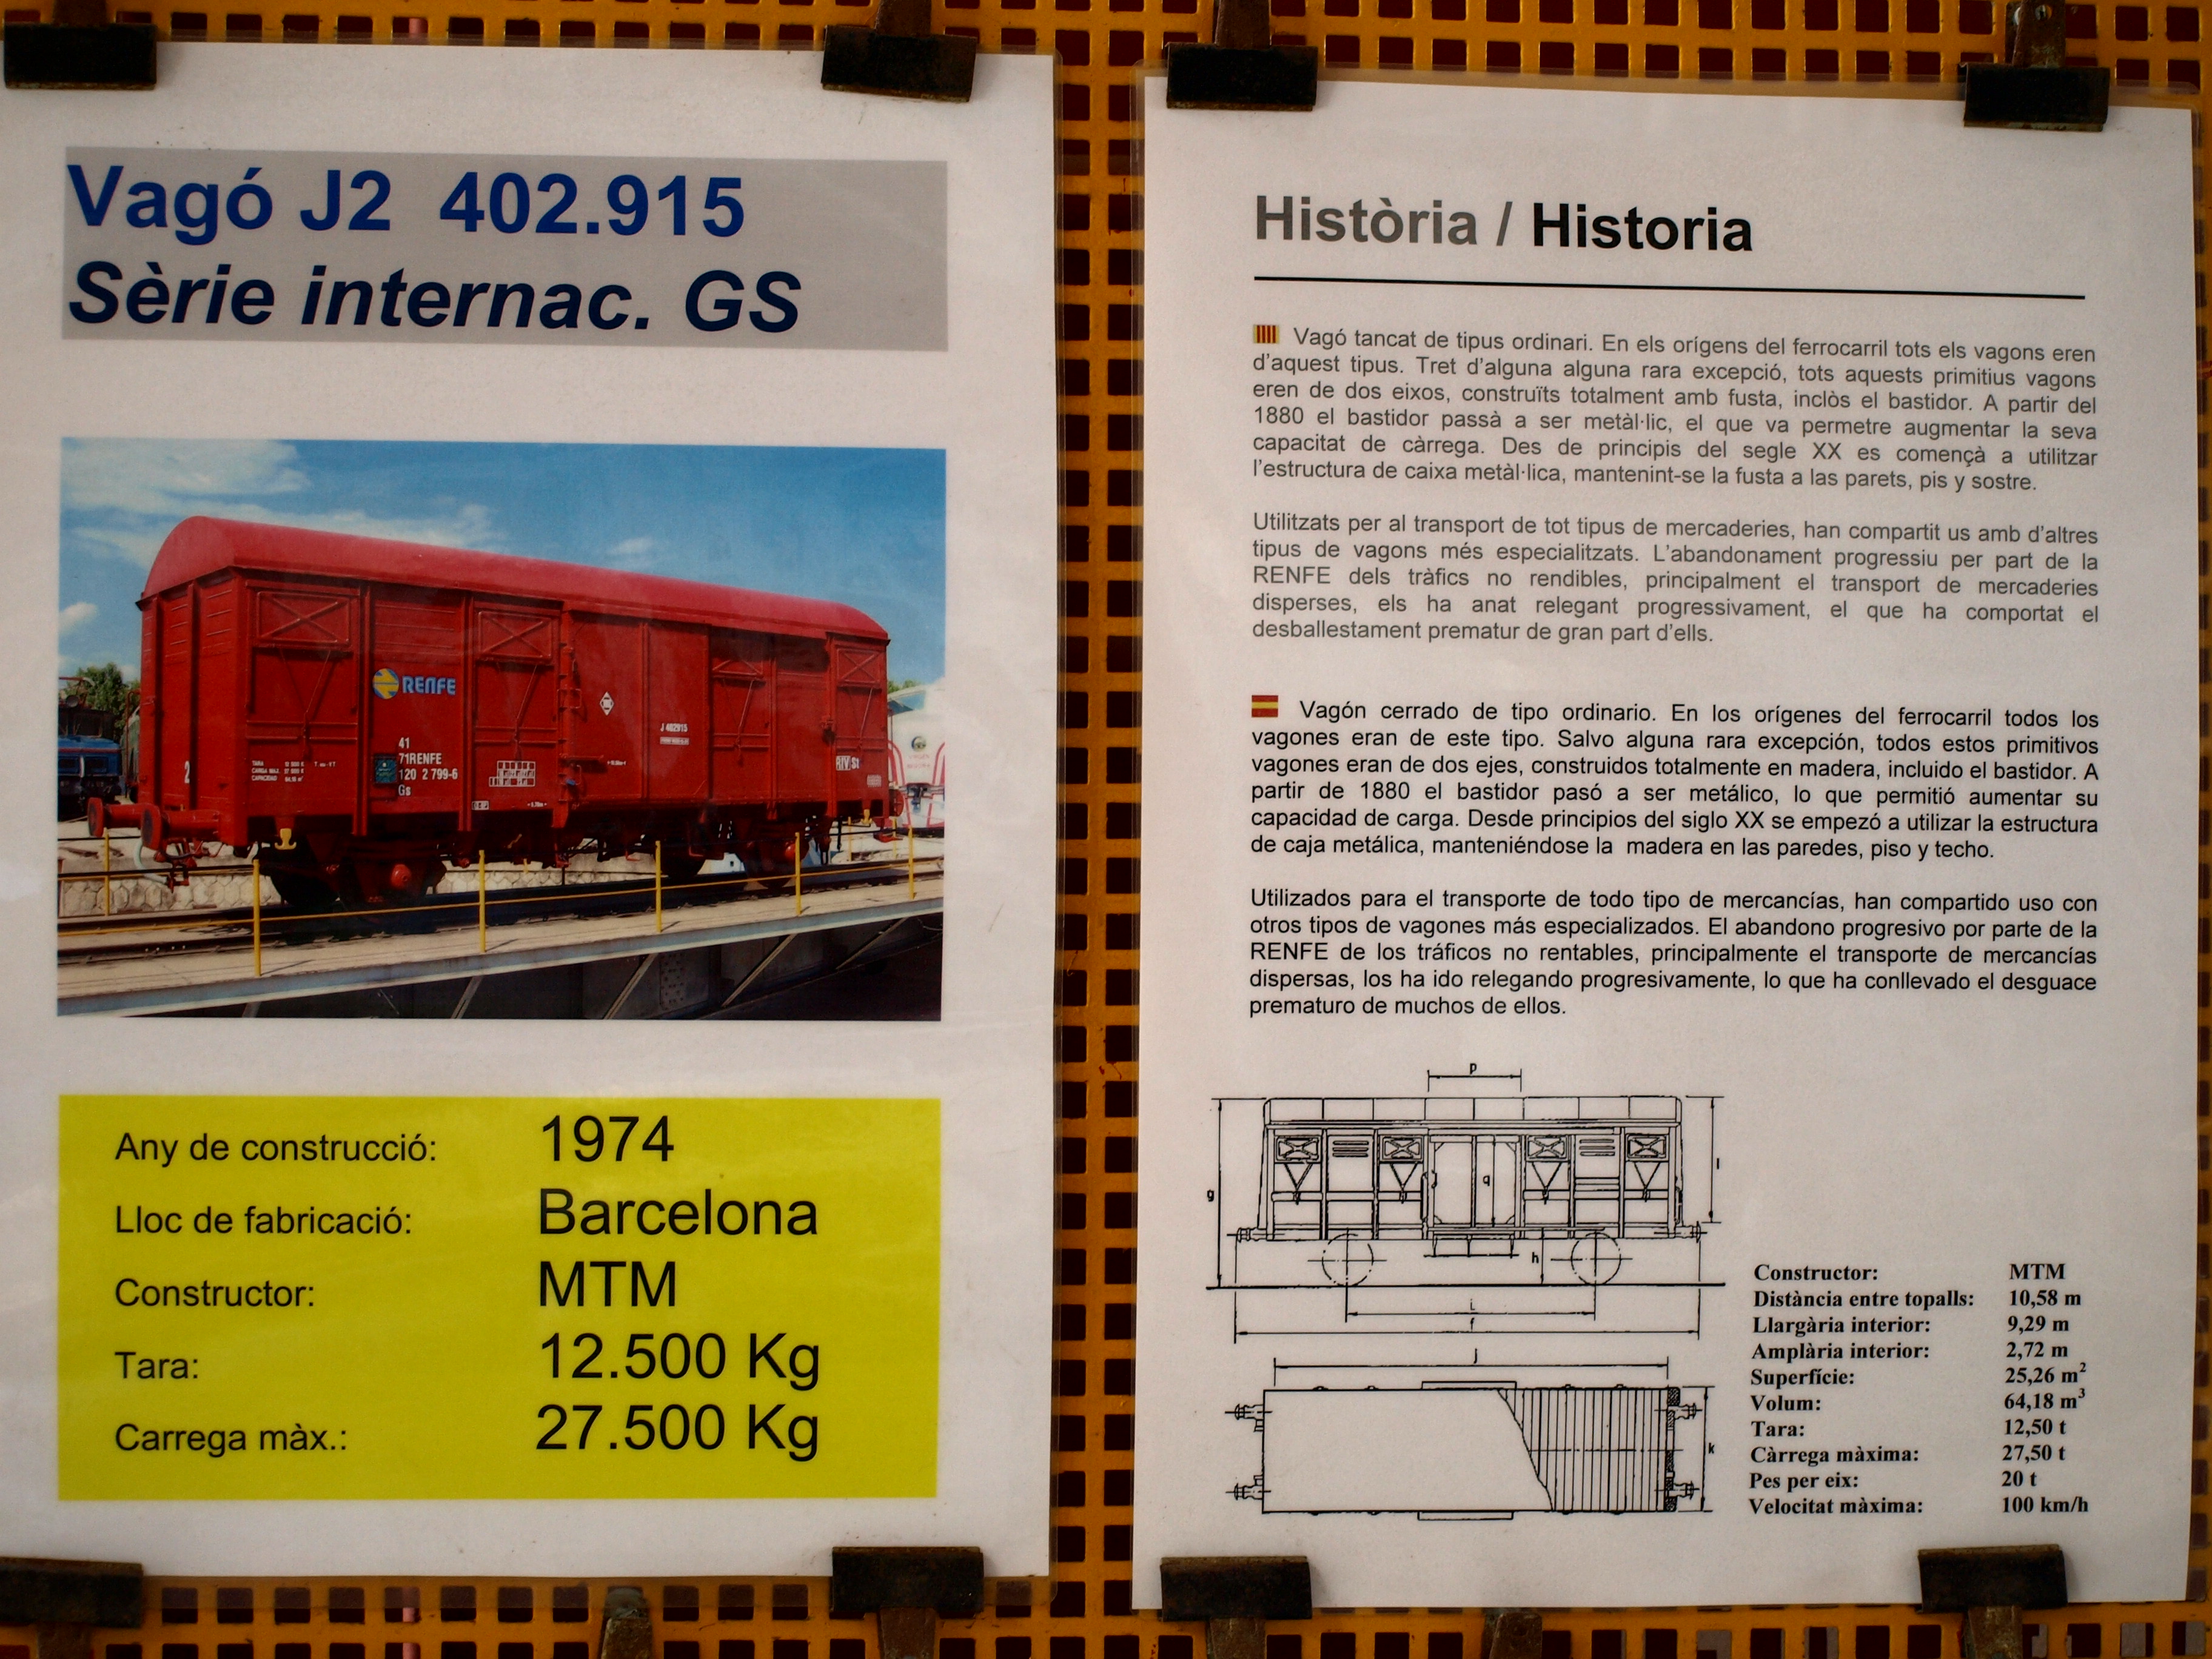 Vagó J2 402.915
Sèrie internac. GS
RENFE
41
71RENFE
120 2 799-6
Gs
2
J 402915
RIV St
Any de construcció: 1974
Lloc de fabricació: Barcelona
Constructor: MTM
Tara: 12.500 Kg
Carrega màx.: 27.500 Kg
Història / Historia
Vagó tancat de tipus ordinari. En els orígens del ferrocarril tots els vagons eren
d'aquest tipus. Tret d'alguna alguna rara excepció, tots aquests primitius vagons
eren de dos eixos, construïts totalment amb fusta, inclòs el bastidor. A partir del
1880 el bastidor passà a ser metàl·lic, el que va permetre augmentar la seva
capacitat de càrrega. Des de principis del segle XX es començà a utilitzar
l'estructura de caixa metàl·lica, mantenint-se la fusta a las parets, pis y sostre.
Utilitzats per al transport de tot tipus de mercaderies, han compartit us amb d'altres
tipus de vagons més especialitzats. L'abandonament progressiu per part de la
RENFE dels tràfics no rendibles, principalment el transport de mercaderies
disperses, els ha anat relegant progressivament, el que ha comportat el
desballestament prematur de gran part d'ells.
Vagón cerrado de tipo ordinario. En los orígenes del ferrocarril todos los
vagones eran de este tipo. Salvo alguna rara excepción, todos estos primitivos
vagones eran de dos ejes, construidos totalmente en madera, incluido el bastidor. A
partir de 1880 el bastidor pasó a ser metálico, lo que permitió aumentar su
capacidad de carga. Desde principios del siglo XX se empezó a utilizar la estructura
de caja metálica, manteniéndose la madera en las paredes, piso y techo.
Utilizados para el transporte de todo tipo de mercancías, han compartido uso con
otros tipos de vagones más especializados. El abandono progresivo por parte de la
RENFE de los tráficos no rentables, principalmente el transporte de mercancías
dispersas, los ha ido relegando progresivamente, lo que ha conllevado el desguace
prematuro de muchos de ellos.
p
g
q
l
h
i
f
j
k
Constructor: MTM
Distància entre topalls: 10,58 m
Llargària interior: 9,29 m
Amplària interior: 2,72 m
Superfície: 25,26 m²
Volum: 64,18 m³
Tara: 12,50 t
Càrrega màxima: 27,50 t
Pes per eix: 20 t
Velocitat màxima: 100 km/h